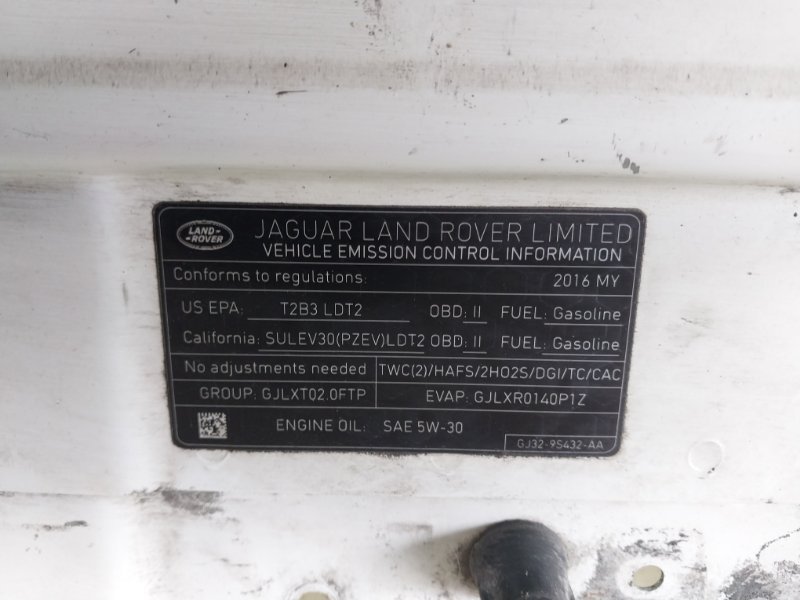 LAND-
-ROVER
JAGUAR LAND ROVER LIMITED
VEHICLE EMISSION CONTROL INFORMATION
Conforms to regulations: 2016 MY
US EPA: T2B3 LDT2 OBD: II FUEL: Gasoline
California: SULEV30(PZEV)LDT2 OBD: II FUEL: Gasoline
No adjustments needed TWC(2)/HAFS/2HO2S/DGI/TC/CAC
GROUP: GJLXT02.0FTP EVAP: GJLXR0140P1Z
ENGINE OIL: SAE 5W-30
GJ32-9S432-AA